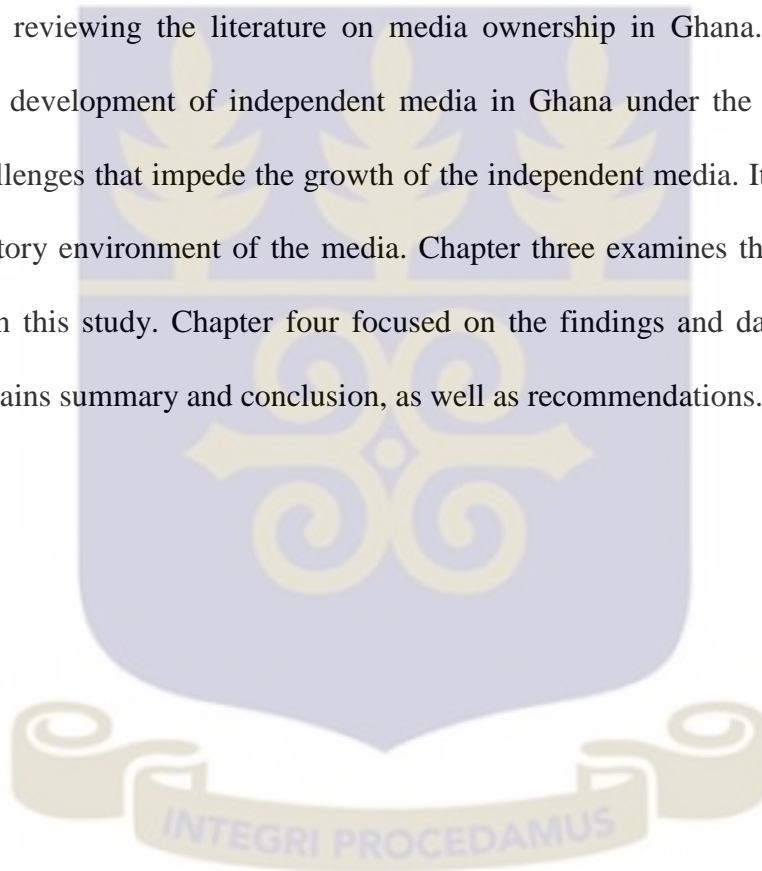 reviewing the literature on media ownership in Ghana.
development of independent media in Ghana under the
llenges that impede the growth of the independent media. It
tory environment of the media. Chapter three examines th
n this study. Chapter four focused on the findings and da
ains summary and conclusion, as well as recommendations.
INTEGRI PROCEDAMUS